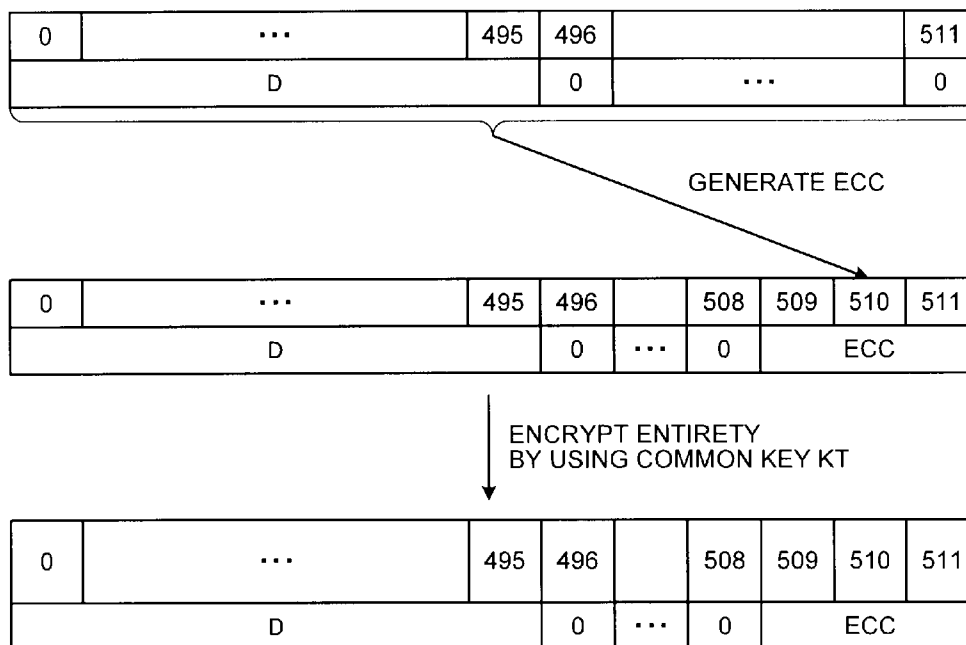 0 ... 495 496 511
D 0 ... 0
GENERATE ECC
0 ... 495 496 508 509 510 511
D 0 ... 0 ECC
ENCRYPT ENTIRETY
BY USING COMMON KEY KT
0 ... 495 496 508 509 510 511
D 0 ... 0 ECC